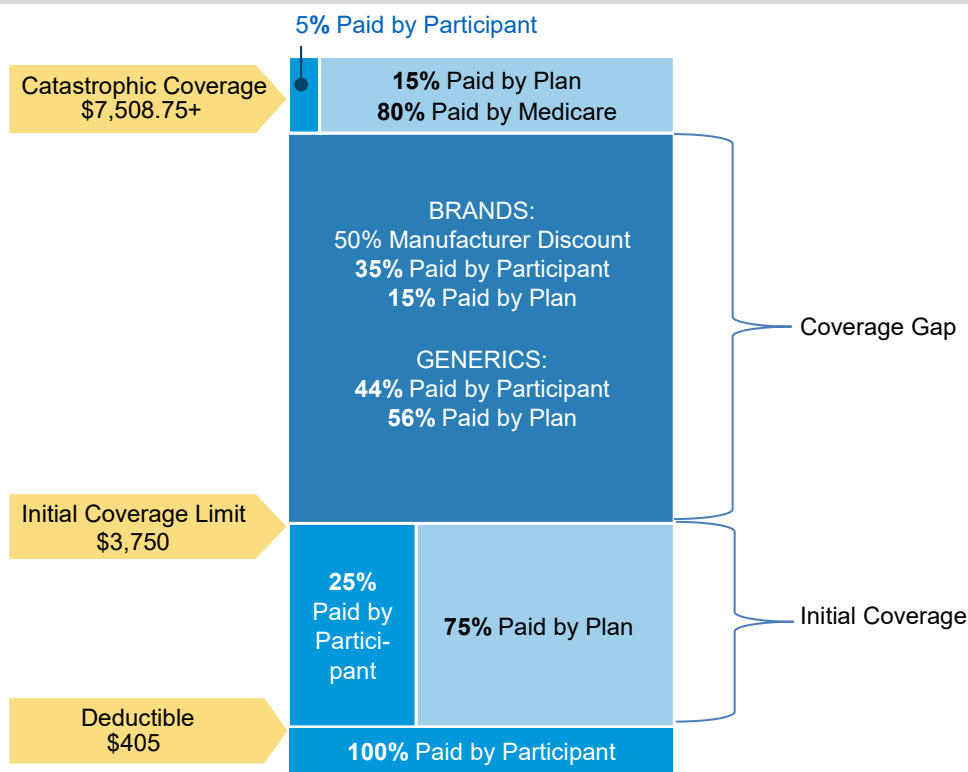 5% Paid by Participant
Catastrophic Coverage
$7,508.75+
15% Paid by Plan
80% Paid by Medicare
BRANDS:
50% Manufacturer Discount
35% Paid by Participant
15% Paid by Plan
GENERICS:
44% Paid by Participant
56% Paid by Plan
Coverage Gap
Initial Coverage Limit
$3,750
25%
Paid by
Partici-
pant
75% Paid by Plan
Initial Coverage
Deductible
$405
100% Paid by Participant